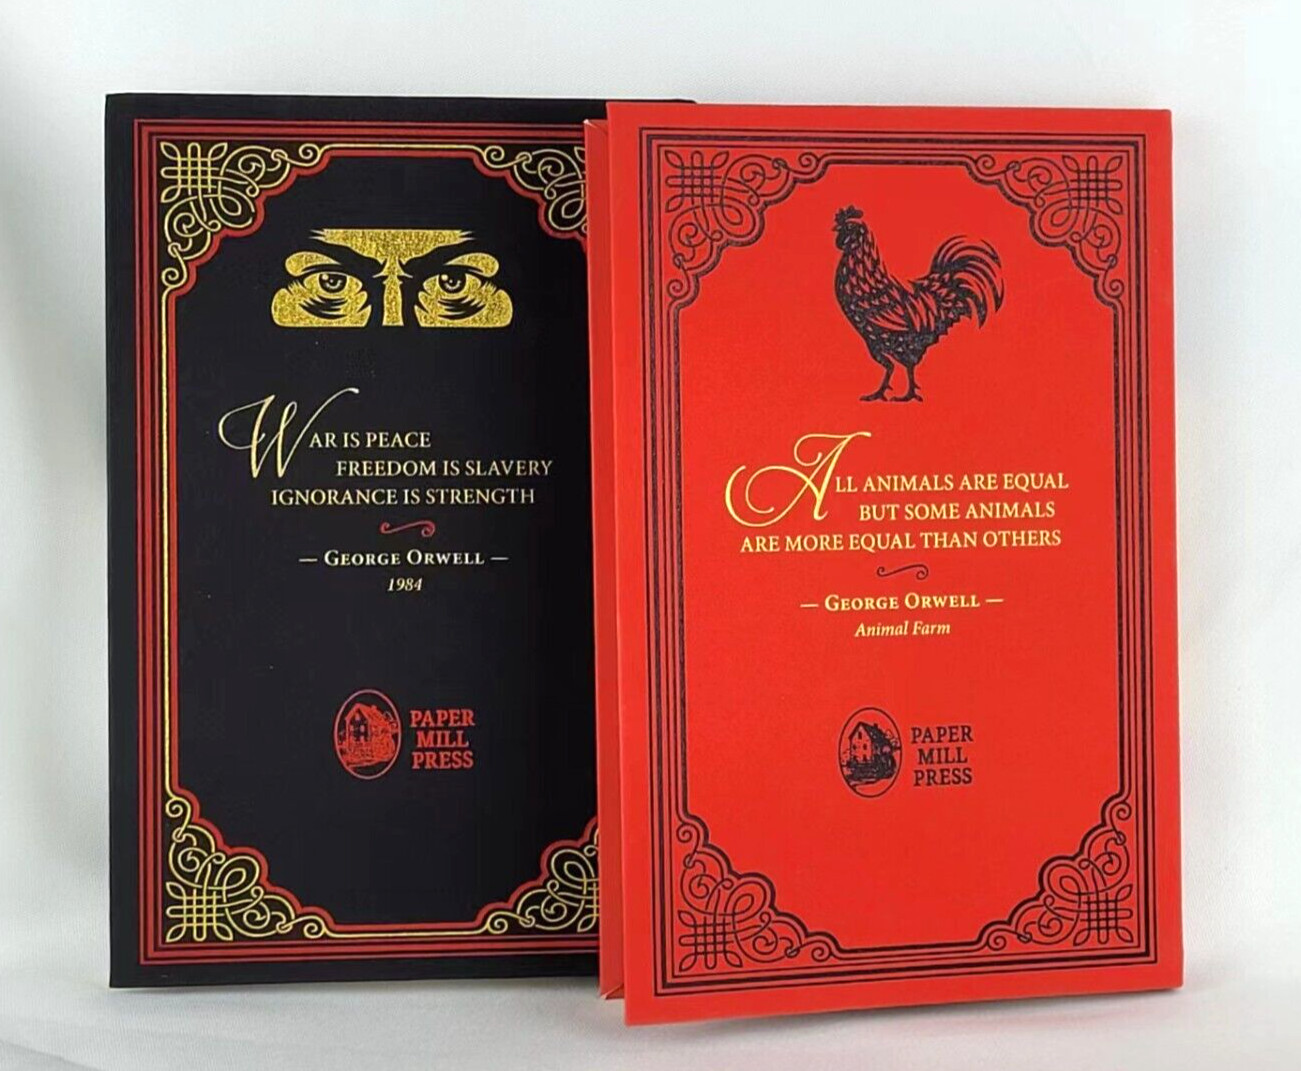 WAR IS PEACE
FREEDOM IS SLAVERY
IGNORANCE IS STRENGTH
— GEORGE ORWELL —
1984
PAPER
MILL
PRESS
ALL ANIMALS ARE EQUAL
BUT SOME ANIMALS
ARE MORE EQUAL THAN OTHERS
— GEORGE ORWELL —
Animal Farm
PAPER
MILL
PRESS